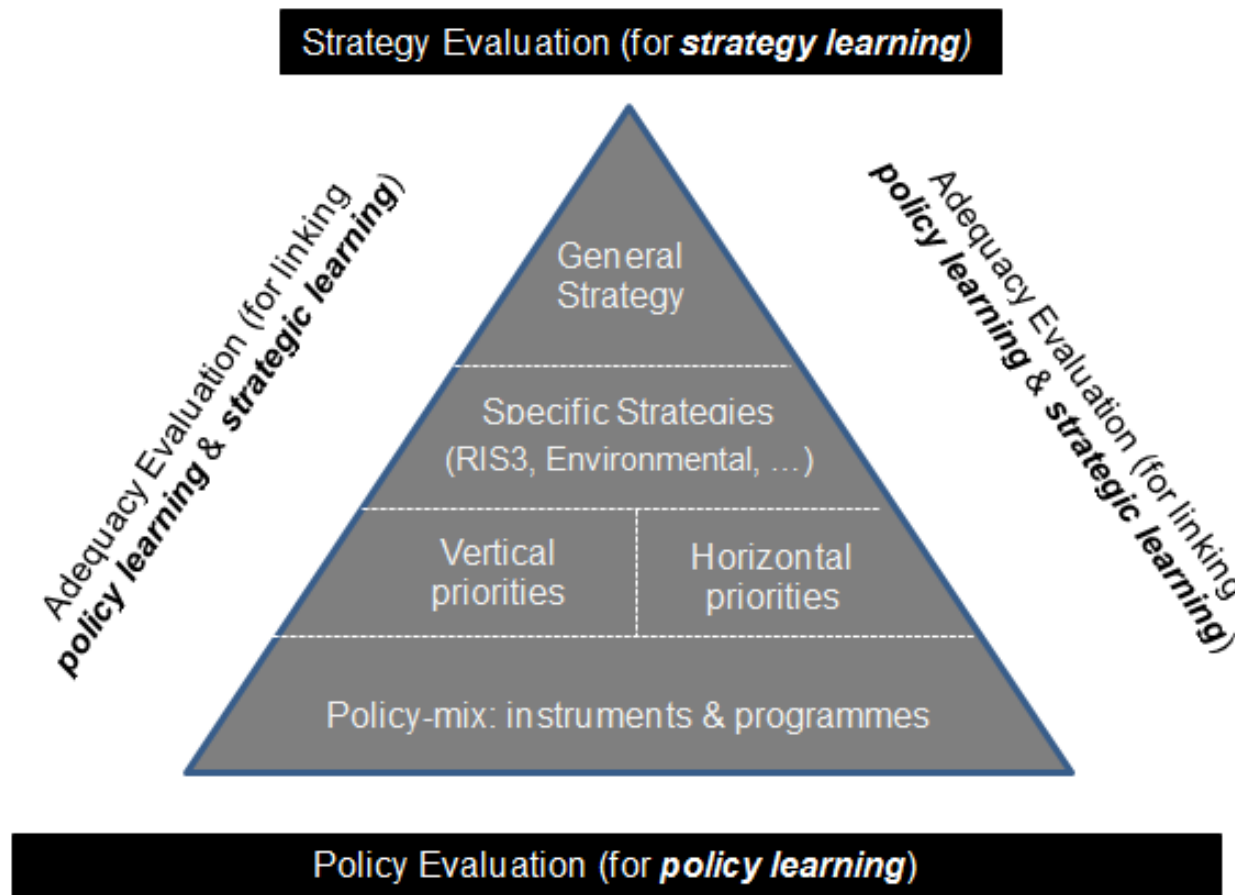 Strategy Evaluation (for strategy learning)
Adequacy Evaluation (for linking
policy learning & strategic learning)
Adequacy Evaluation (for linking
policy learning & strategic learning)
General
Strategy
Specific Strategies
(RIS3, Environmental, ...)
Vertical
priorities
Horizontal
priorities
Policy-mix: instruments & programmes
Policy Evaluation (for policy learning)